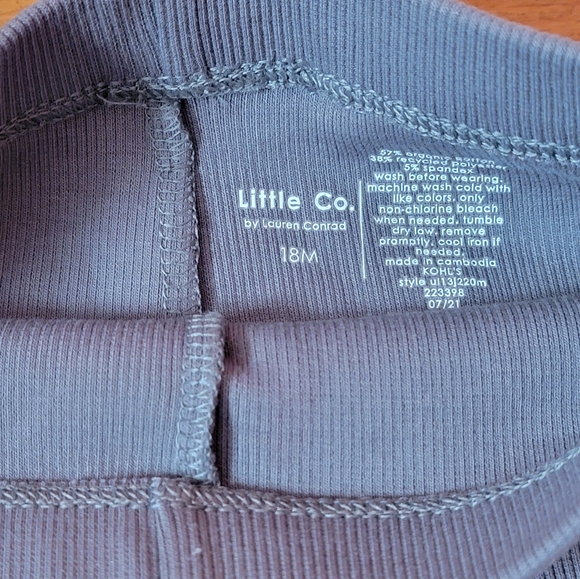 Little Co.
by Lauren Conrad
18M
57% organic cotton
38% recycled polyester
5% spandex
wash before wearing.
machine wash cold with
like colors, only
non-chlorine bleach
when needed, tumble
dry low, remove
promptly, cool iron if
needed.
made in cambodia
KOHL'S
style ul13j220m
223398
07/21